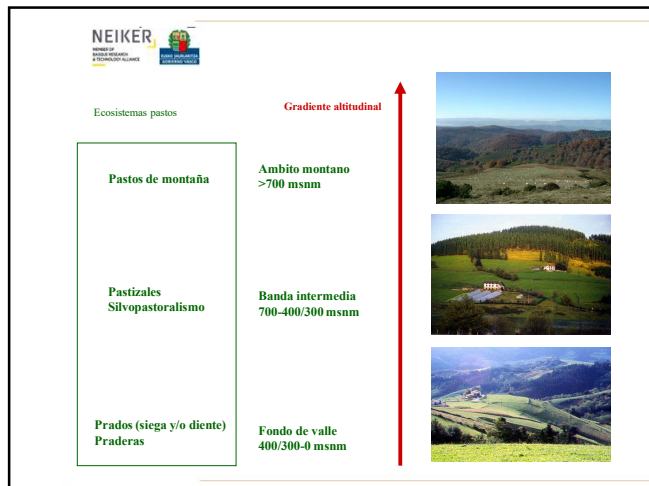 NEIKER
MEMBER OF
BASQUE RESEARCH
& TECHNOLOGY ALLIANCE
EUSKO JAURLARITZA
GOBIERNO VASCO
Ecosistemas pastos
Gradiente altitudinal
Pastos de montaña
Ambito montano
>700 msnm
Pastizales
Silvopastoralismo
Banda intermedia
700-400/300 msnm
Prados (siega y/o diente)
Praderas
Fondo de valle
400/300-0 msnm